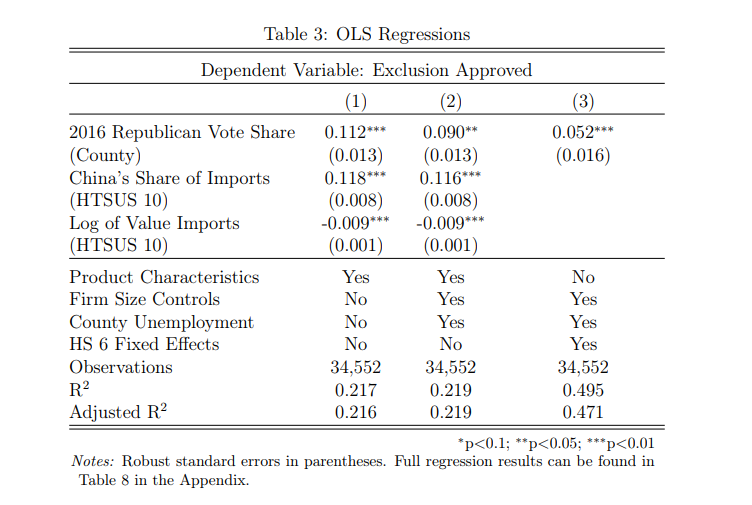 Table 3: OLS Regressions
Dependent Variable: Exclusion Approved
(1) (2) (3)
2016 Republican Vote Share 0.112*** 0.090** 0.052***
(County) (0.013) (0.013) (0.016)
China's Share of Imports 0.118*** 0.116***
(HTSUS 10) (0.008) (0.008)
Log of Value Imports -0.009*** -0.009***
(HTSUS 10) (0.001) (0.001)
Product Characteristics Yes Yes No
Firm Size Controls No Yes Yes
County Unemployment No Yes Yes
HS 6 Fixed Effects No No Yes
Observations 34,552 34,552 34,552
R² 0.217 0.219 0.495
Adjusted R² 0.216 0.219 0.471
*p<0.1; **p<0.05; ***p<0.01
Notes: Robust standard errors in parentheses. Full regression results can be found in
Table 8 in the Appendix.